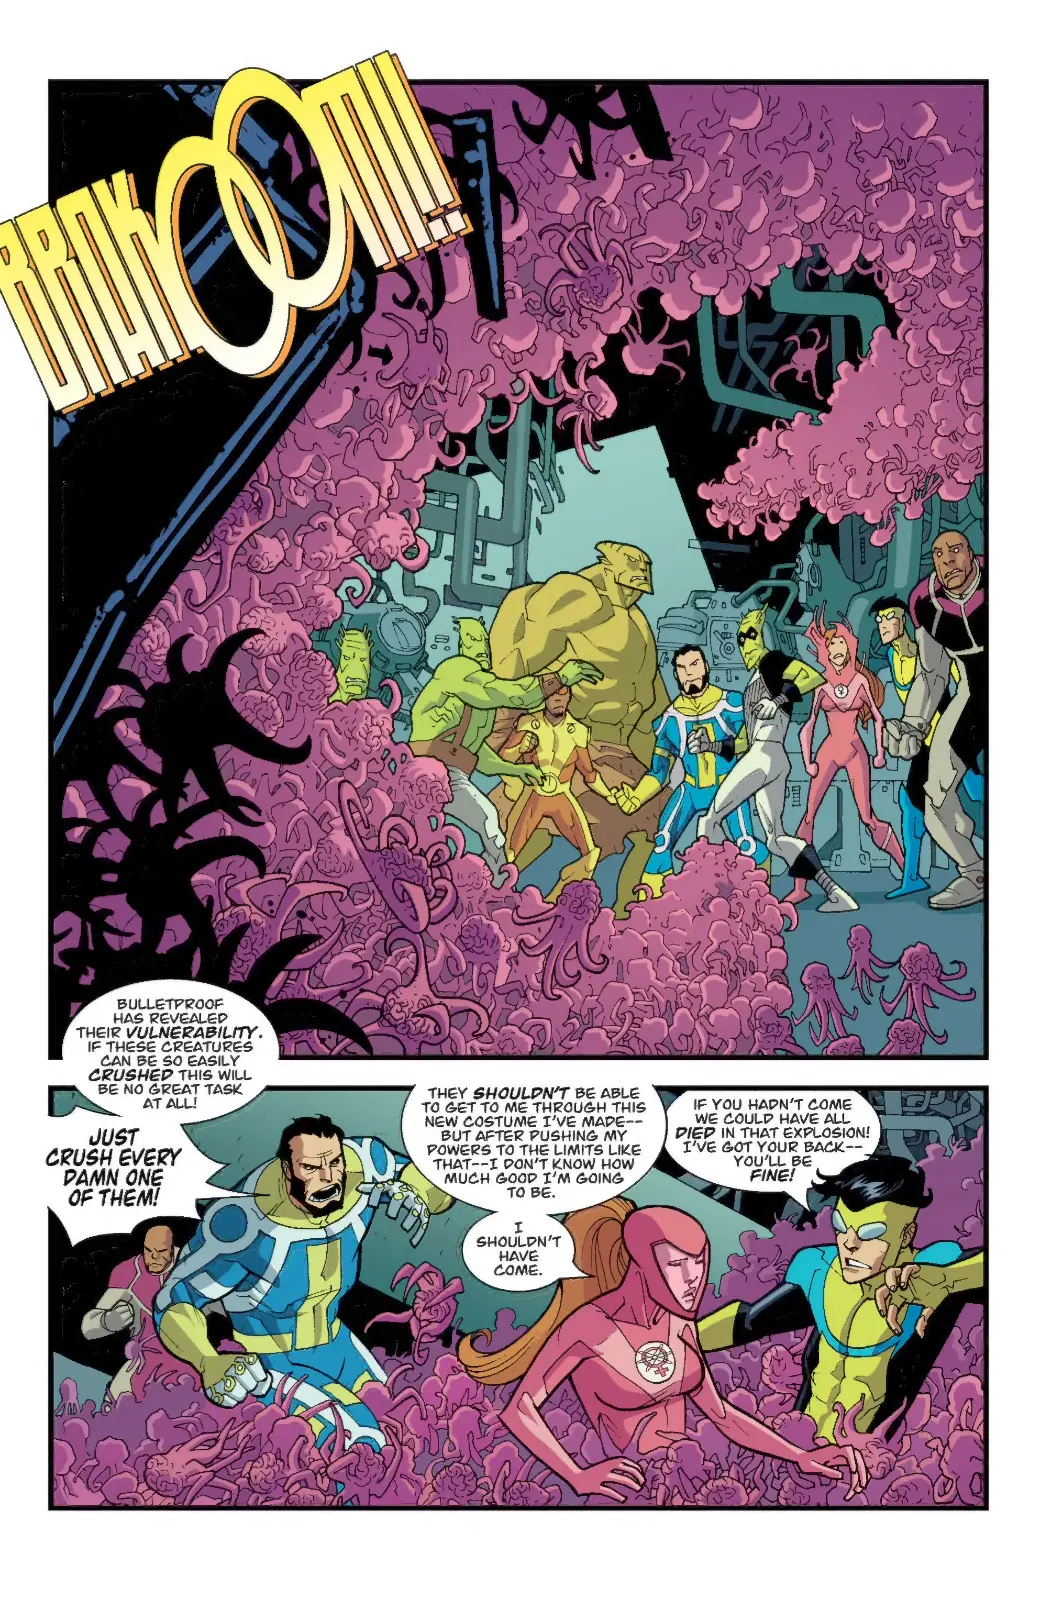 BRAKOOOM!!
BULLETPROOF
HAS REVEALED
THEIR VULNERABILITY.
IF THESE CREATURES
CAN BE SO EASILY
CRUSHED THIS WILL
BE NO GREAT TASK
AT ALL!
JUST
CRUSH EVERY
DAMN ONE
OF THEM!
THEY SHOULDN'T BE ABLE
TO GET TO ME THROUGH THIS
NEW COSTUME I'VE MADE--
BUT AFTER PUSHING MY
POWERS TO THE LIMITS LIKE
THAT--I DON'T KNOW HOW
MUCH GOOD I'M GOING
TO BE.
I
SHOULDN'T
HAVE
COME.
IF YOU HADN'T COME
WE COULD HAVE ALL
DIED IN THAT EXPLOSION!
I'VE GOT YOUR BACK--
YOU'LL BE
FINE!